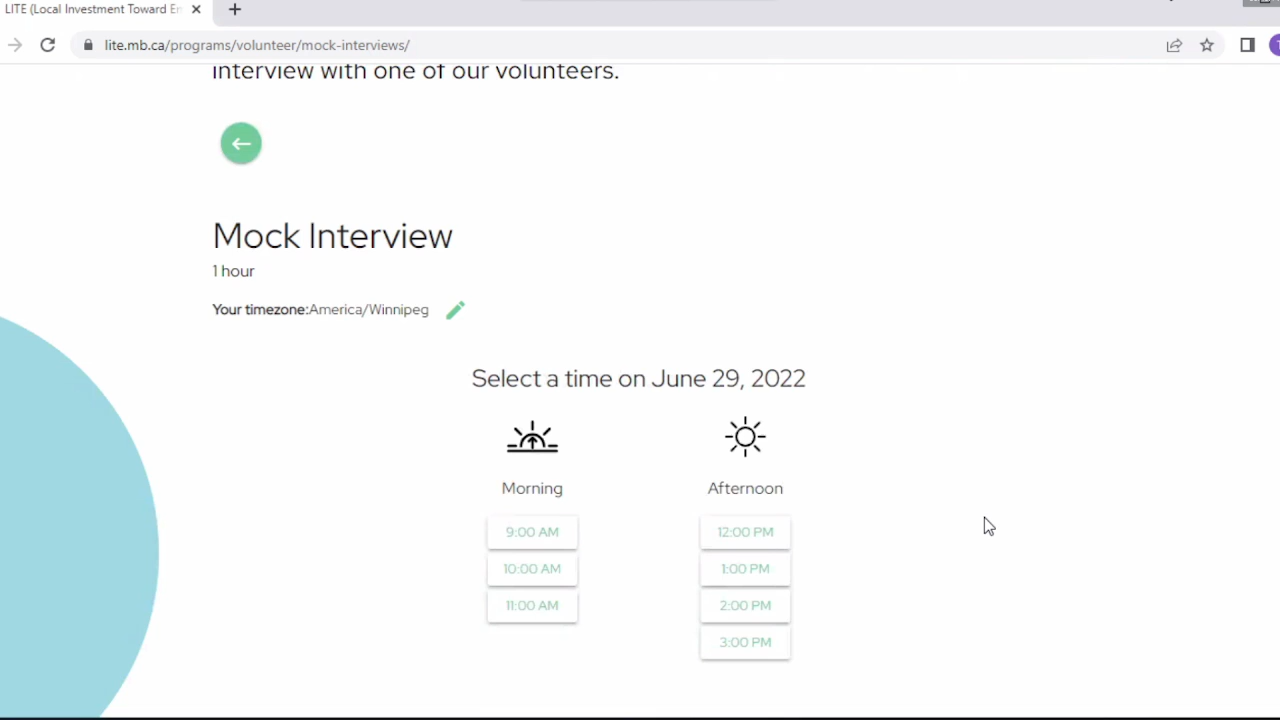 LITE (Local Investment Toward Em
lite.mb.ca/programs/volunteer/mock-interviews/
interview with one of our volunteers.
Mock Interview
1 hour
Your timezone:America/Winnipeg
Select a time on June 29, 2022
Morning
Afternoon
9:00 AM
10:00 AM
11:00 AM
12:00 PM
1:00 PM
2:00 PM
3:00 PM